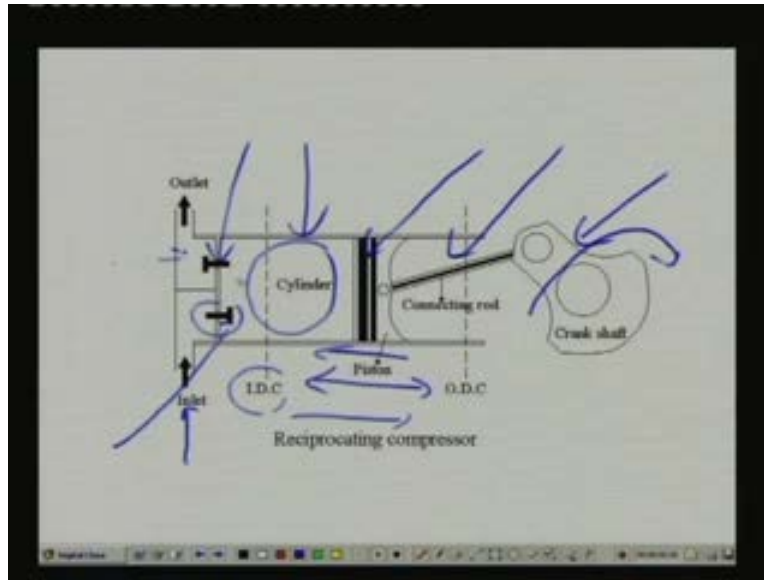 Outlet
Cylinder
Connecting rod
Crank shaft
Piston
I.D.C
O.D.C
Inlet
Reciprocating compressor